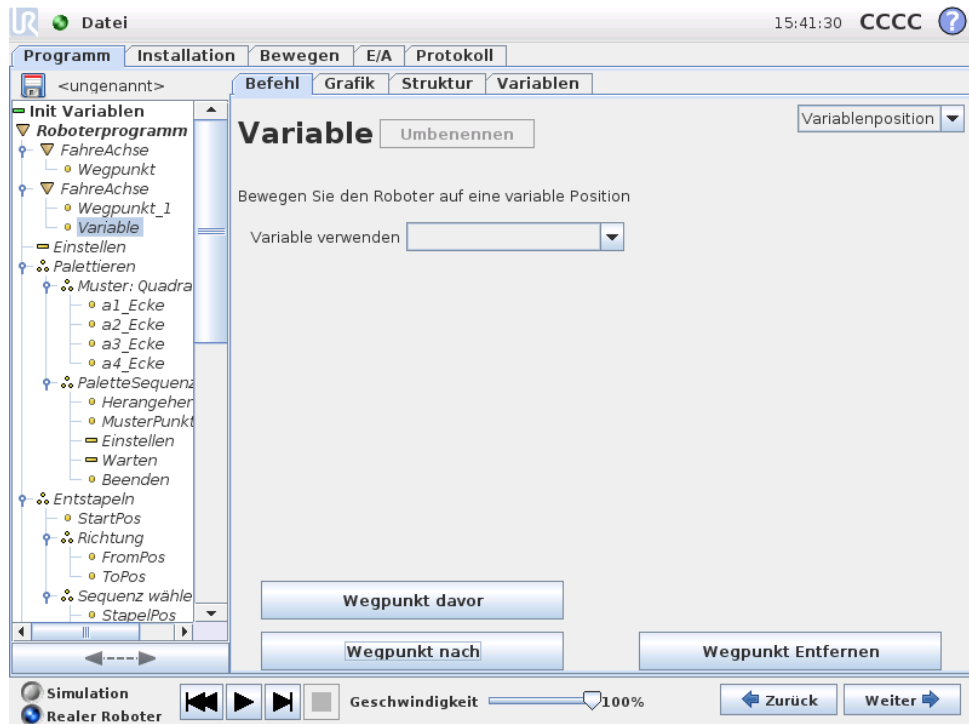 UR Datei 15:41:30 CCCC ?
Programm Installation Bewegen E/A Protokoll
<ungenannt>
Befehl Grafik Struktur Variablen
Init Variablen
Roboterprogramm
FahreAchse
Wegpunkt
FahreAchse
Wegpunkt_1
Variable
Einstellen
Palettieren
Muster: Quadra
a1_Ecke
a2_Ecke
a3_Ecke
a4_Ecke
PaletteSequenz
Herangehen
MusterPunkt
Einstellen
Warten
Beenden
Entstapeln
StartPos
Richtung
FromPos
ToPos
Sequenz wähle
StapelPos
Variable Umbenennen
Variablenposition
Bewegen Sie den Roboter auf eine variable Position
Variable verwenden
Wegpunkt davor
Wegpunkt nach Wegpunkt Entfernen
Simulation
Realer Roboter
Geschwindigkeit 100%
Zurück Weiter